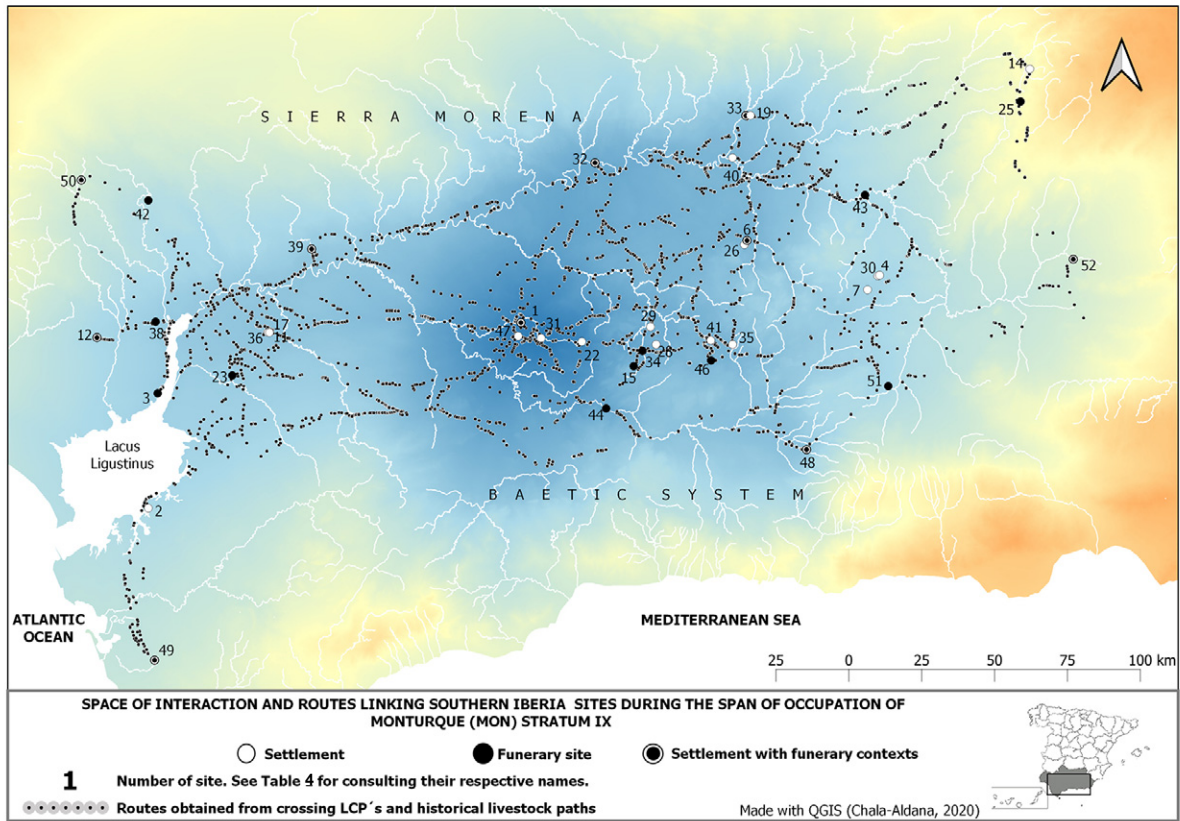 14
25
33 19
SIERRA MORENA
32
40
50
42
43
39
6
26
52
30 4
7
1
29
17
38
47 31
41
12
36 11
22
28
35
34
23
15
46
3
51
44
Lacus
Ligustinus
48
BAETIC SYSTEM
2
ATLANTIC
OCEAN
MEDITERRANEAN SEA
49
25 0 25 50 75 100 km
SPACE OF INTERACTION AND ROUTES LINKING SOUTHERN IBERIA SITES DURING THE SPAN OF OCCUPATION OF
MONTURQUE (MON) STRATUM IX
Settlement Funerary site Settlement with funerary contexts
1 Number of site. See Table 4 for consulting their respective names.
Routes obtained from crossing LCP´s and historical livestock paths
Made with QGIS (Chala-Aldana, 2020)